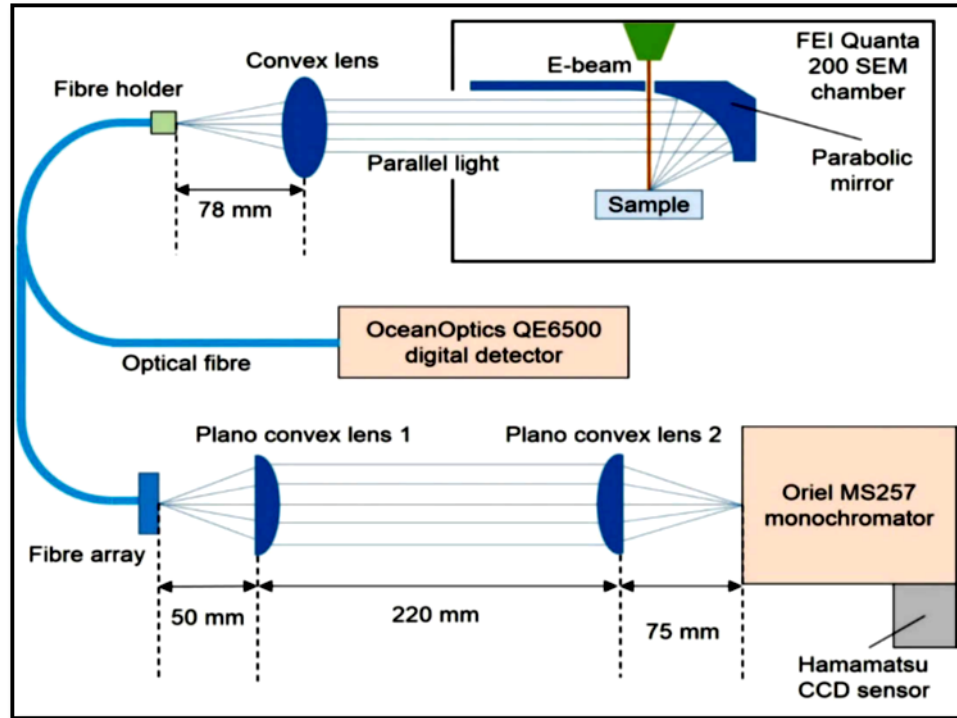 FEI Quanta
200 SEM
chamber
Convex lens
E-beam
Fibre holder
Parallel light
Parabolic
mirror
Sample
78 mm
OceanOptics QE6500
digital detector
Optical fibre
Plano convex lens 1
Plano convex lens 2
Oriel MS257
monochromator
Fibre array
50 mm
220 mm
75 mm
Hamamatsu
CCD sensor